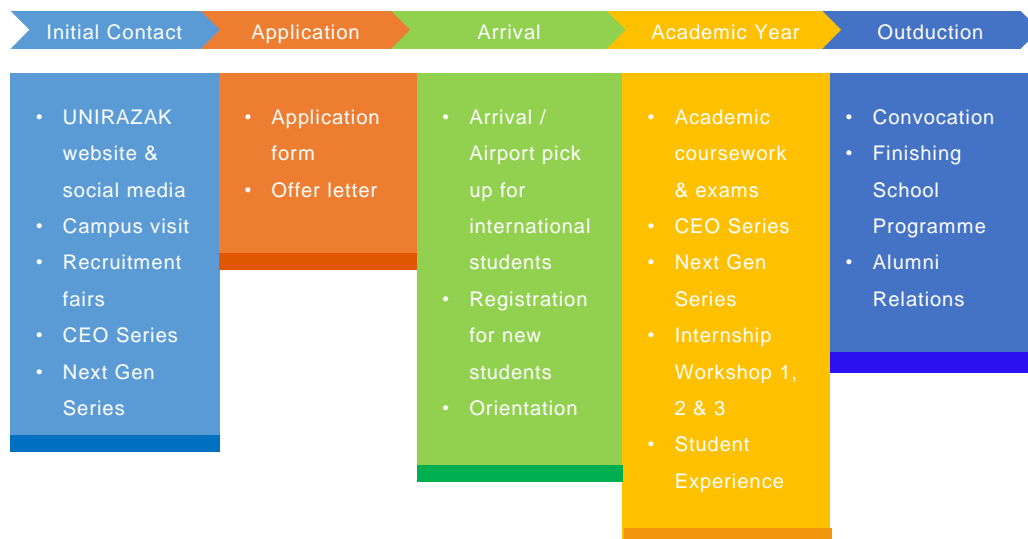 Initial Contact
Application
Arrival
Academic Year
Outduction
• UNIRAZAK
website &
social media
• Campus visit
• Recruitment
fairs
• CEO Series
• Next Gen
Series
• Application
form
• Offer letter
• Arrival /
Airport pick
up for
international
students
• Registration
for new
students
• Orientation
• Academic
coursework
& exams
• CEO Series
• Next Gen
Series
• Internship
Workshop 1,
2 & 3
• Student
Experience
• Convocation
• Finishing
School
Programme
• Alumni
Relations